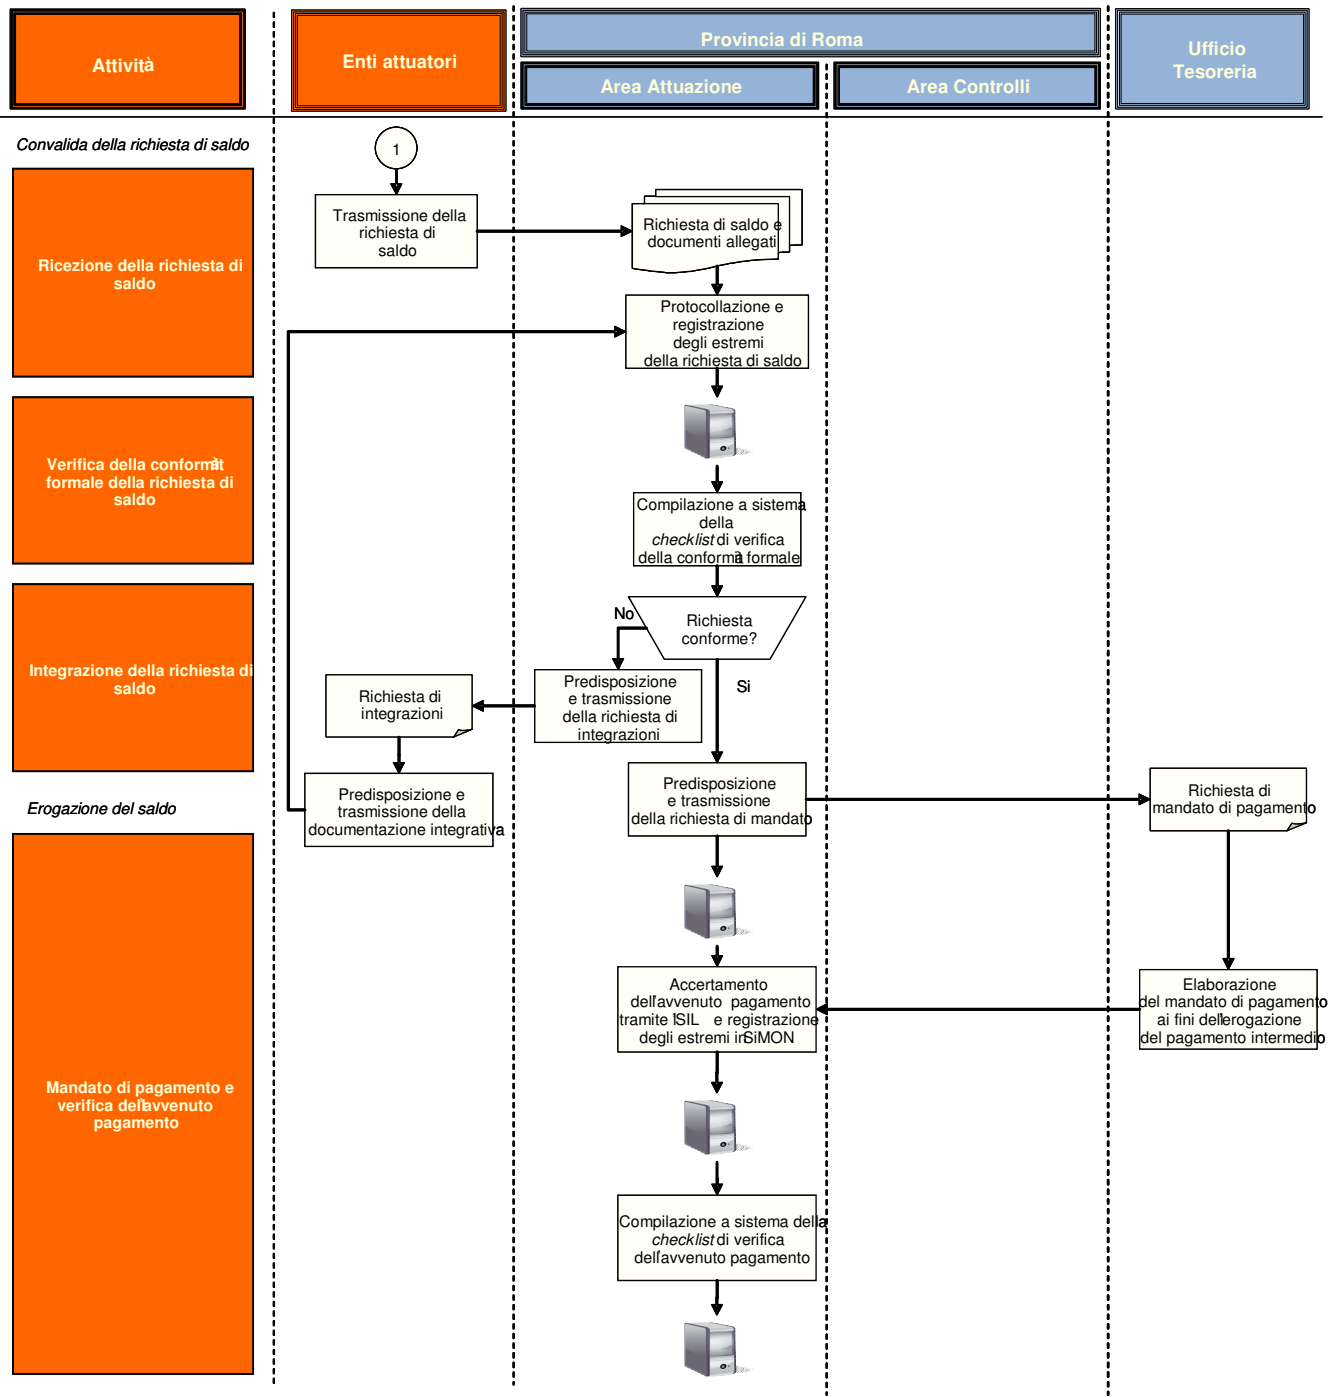 Attività
Enti attuatori
Provincia di Roma
Area Attuazione
Area Controlli
Ufficio
Tesoreria
Convalida della richiesta di saldo
1
Trasmissione della
richiesta di
saldo
Richiesta di saldo e
documenti allegati
Ricezione della richiesta di
saldo
Protocollazione e
registrazione
degli estremi
della richiesta di saldo
Verifica della conformità
formale della richiesta di
saldo
Compilazione a sistema
della
checklist di verifica
della conformità formale
Richiesta
conforme?
No
Si
Integrazione della richiesta di
saldo
Predisposizione
e trasmissione
della richiesta di
integrazioni
Richiesta di
integrazioni
Predisposizione e
trasmissione della
documentazione integrativa
Erogazione del saldo
Predisposizione
e trasmissione
della richiesta di mandato
Richiesta di
mandato di pagamento
Accertamento
dell'avvenuto pagamento
tramite l'SIL e registrazione
degli estremi in SiMON
Elaborazione
del mandato di pagamento
ai fini dell'erogazione
del pagamento intermedio
Mandato di pagamento e
verifica dell'avvenuto
pagamento
Compilazione a sistema della
checklist di verifica
dell'avvenuto pagamento